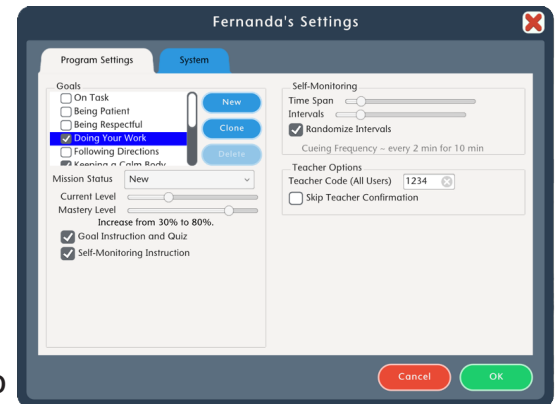 Fernanda's Settings
Program Settings
System
Goals
On Task
Being Patient
Being Respectful
Doing Your Work
Following Directions
Keeping a Calm Body
New
Clone
Delete
Mission Status
New
Current Level
Mastery Level
Increase from 30% to 80%.
Goal Instruction and Quiz
Self-Monitoring Instruction
Self-Monitoring
Time Span
Intervals
Randomize Intervals
Cueing Frequency ~ every 2 min for 10 min
Teacher Options
Teacher Code (All Users)
1234
Skip Teacher Confirmation
Cancel
OK